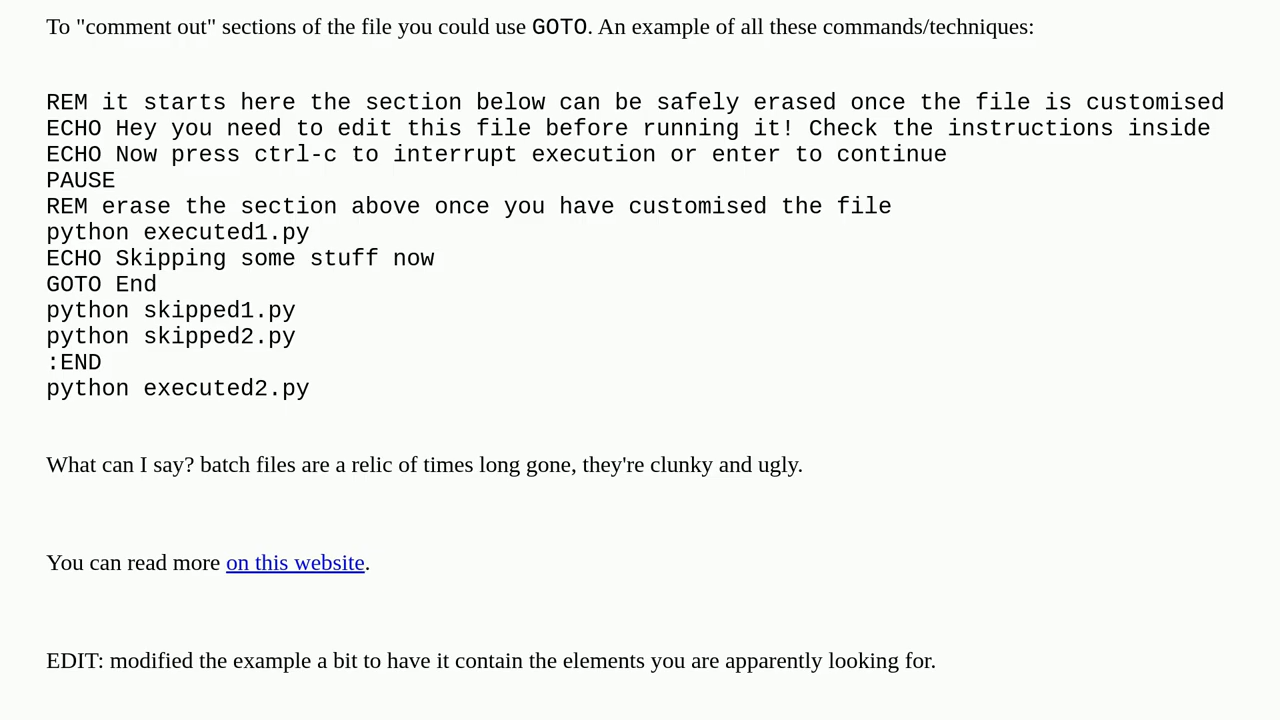 To "comment out" sections of the file you could use GOTO. An example of all these commands/techniques:
REM it starts here the section below can be safely erased once the file is customised
ECHO Hey you need to edit this file before running it! Check the instructions inside
ECHO Now press ctrl-c to interrupt execution or enter to continue
PAUSE
REM erase the section above once you have customised the file
python executed1.py
ECHO Skipping some stuff now
GOTO End
python skipped1.py
python skipped2.py
:END
python executed2.py
What can I say? batch files are a relic of times long gone, they're clunky and ugly.
You can read more on this website.
EDIT: modified the example a bit to have it contain the elements you are apparently looking for.